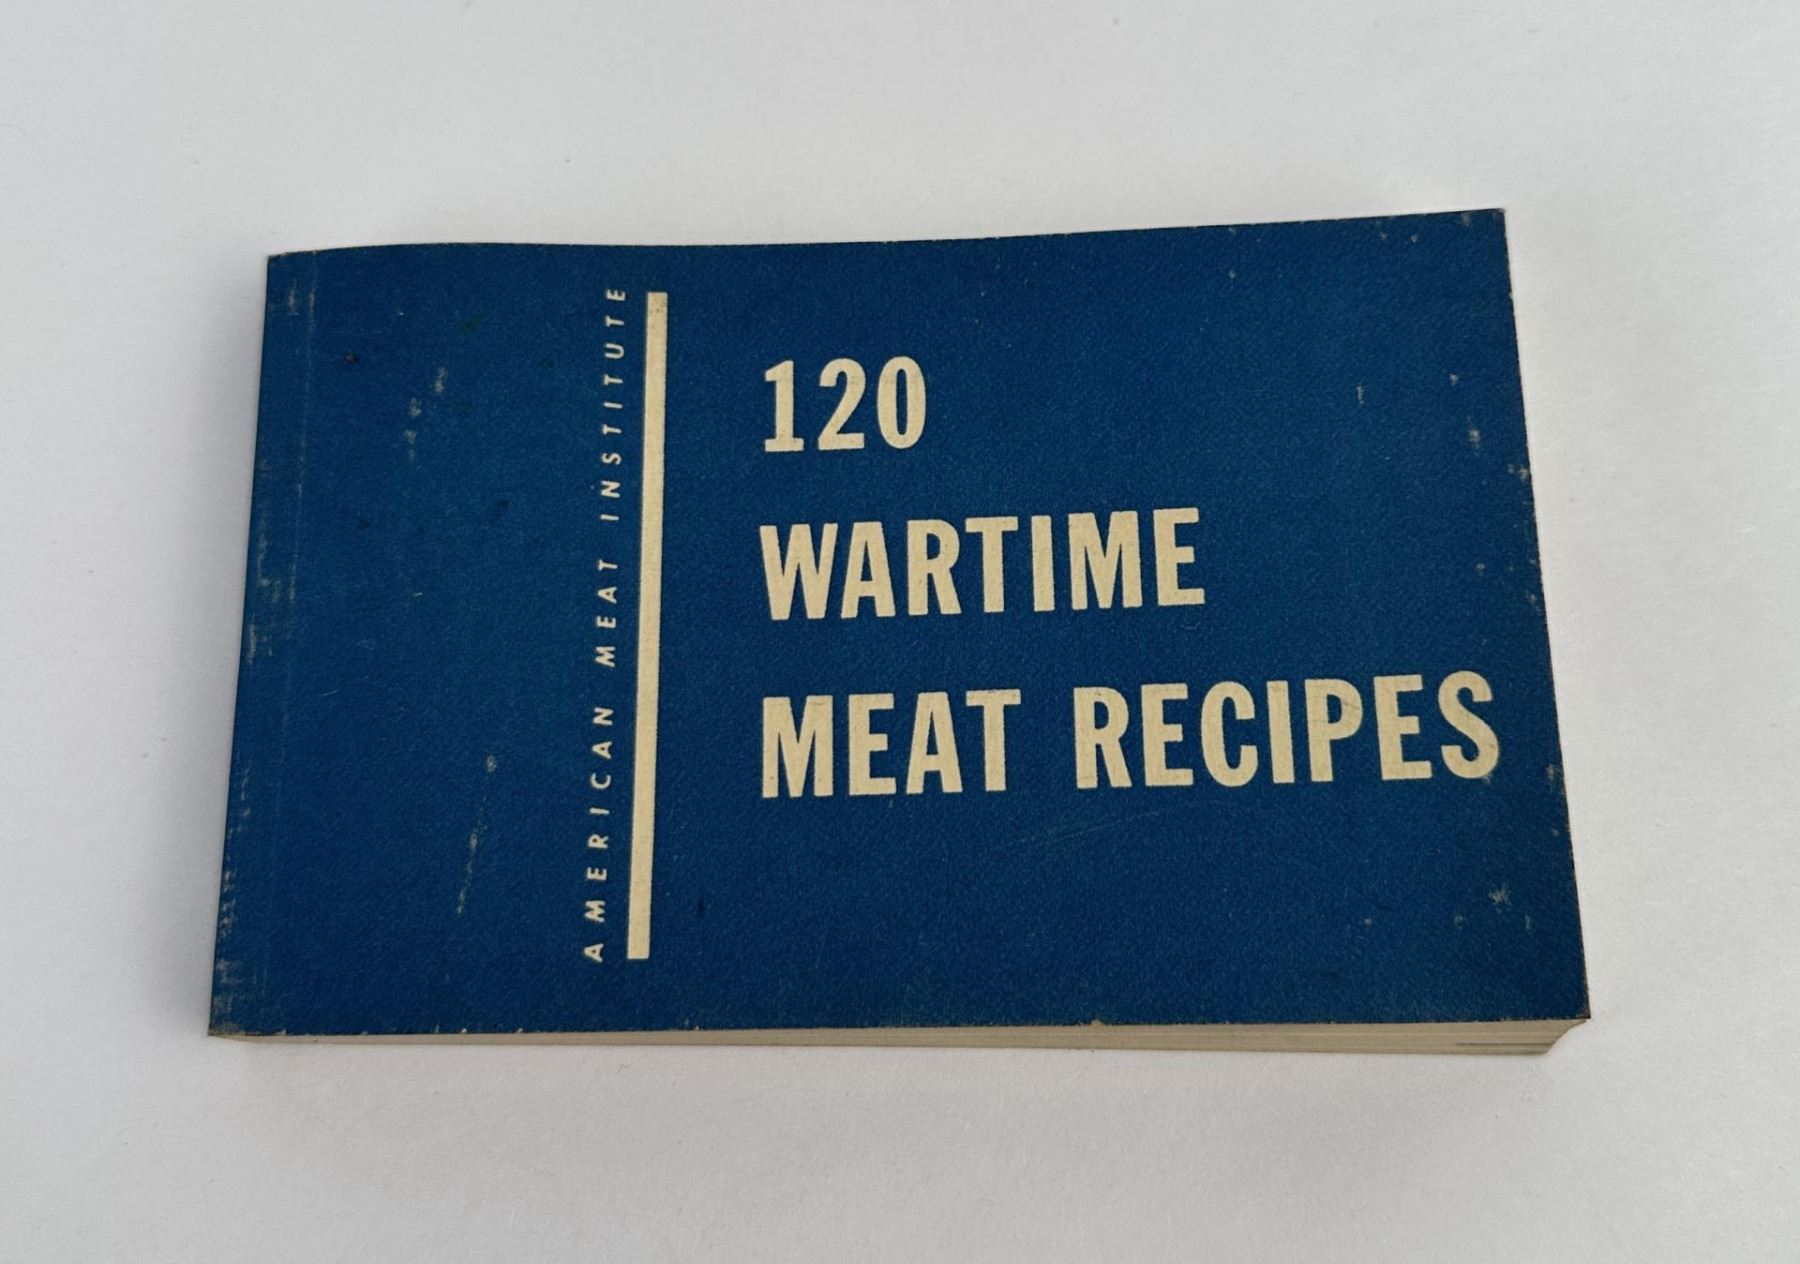 AMERICAN MEAT INSTITUTE
120
WARTIME
MEAT RECIPES